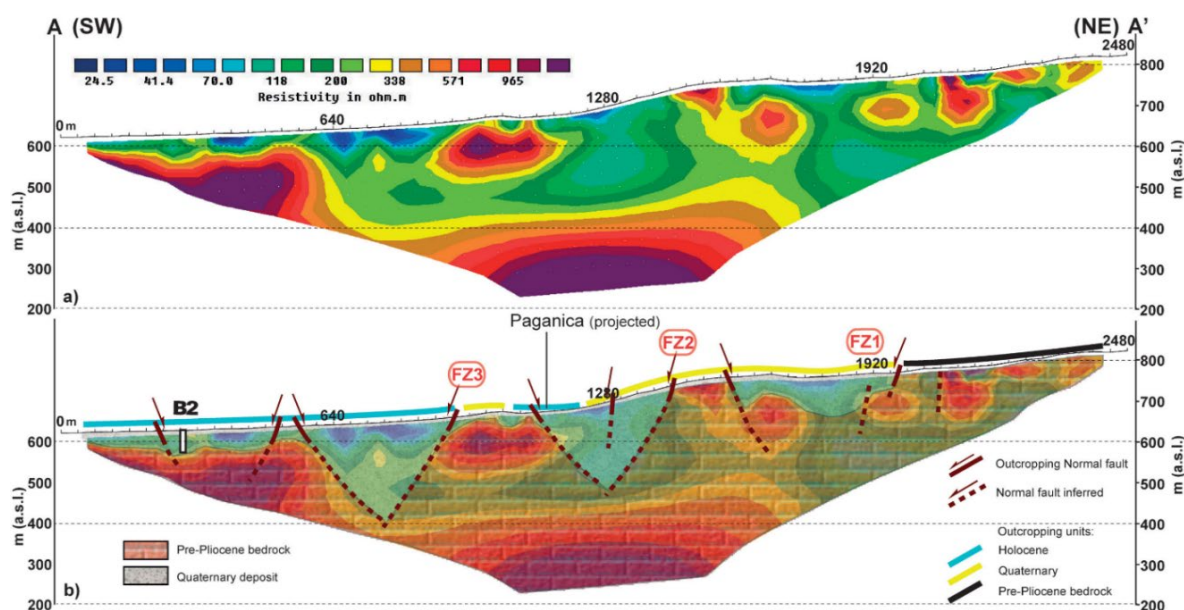 A (SW)
(NE) A'
24.5 41.4 70.0 118 200 338 571 965
Resistivity in ohm.m
0 m
640
1280
1920
2480
m (a.s.l.)
600
500
400
300
200
800
700
600
500
400
300
200
m (a.s.l.)
a)
Paganica (projected)
FZ3
FZ2
FZ1
B2
0 m
640
1280
1920
2480
m (a.s.l.)
600
500
400
300
200
800
700
600
500
400
300
200
m (a.s.l.)
Pre-Pliocene bedrock
Quaternary deposit
b)
Outcropping Normal fault
Normal fault inferred
Outcropping units:
Holocene
Quaternary
Pre-Pliocene bedrock